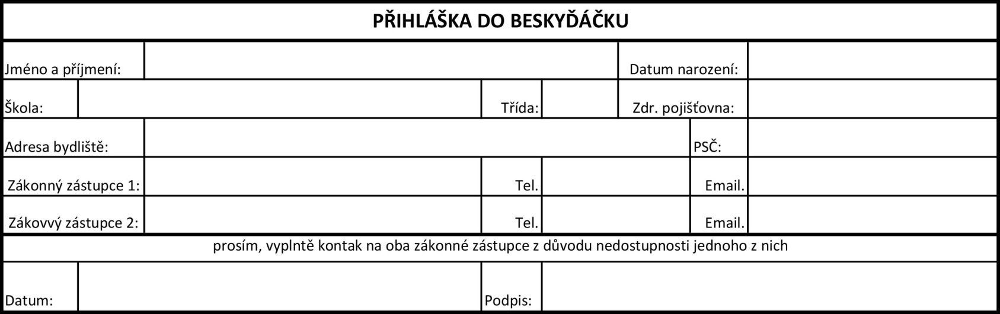 PŘIHLÁŠKA DO BESKYĎÁČKU
Jméno a příjmení: Datum narození:
Škola: Třída: Zdr. pojišťovna:
Adresa bydliště: PSČ:
Zákonný zástupce 1: Tel. Email.
Zákovvý zástupce 2: Tel. Email.
prosím, vyplntě kontak na oba zákonné zástupce z důvodu nedostupnosti jednoho z nich
Datum: Podpis: